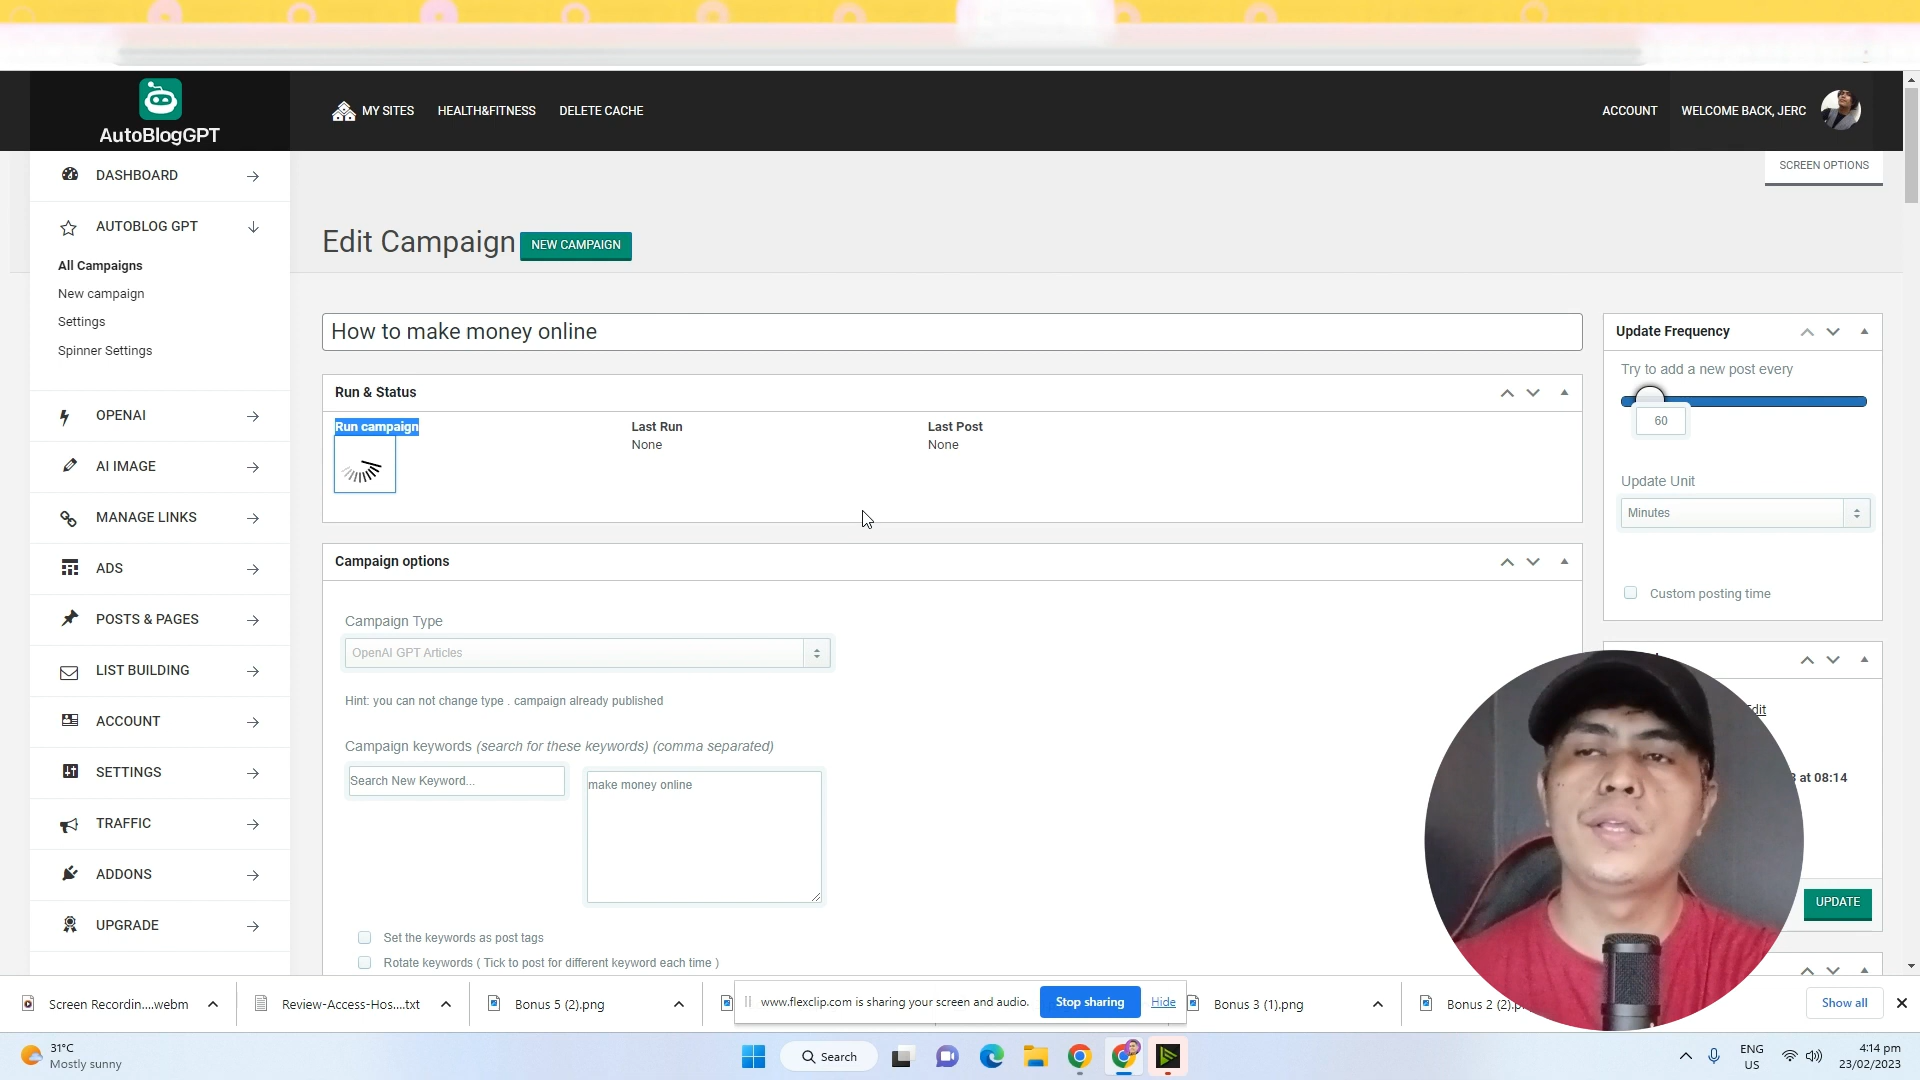 AutoBlogGPT
MY SITES
HEALTH&FITNESS
DELETE CACHE
ACCOUNT
WELCOME BACK, JERC
SCREEN OPTIONS
DASHBOARD
AUTOBLOG GPT
All Campaigns
New campaign
Settings
Spinner Settings
OPENAI
AI IMAGE
MANAGE LINKS
ADS
POSTS & PAGES
LIST BUILDING
ACCOUNT
SETTINGS
TRAFFIC
ADDONS
UPGRADE
Edit Campaign
NEW CAMPAIGN
How to make money online
Run & Status
Run campaign
Last Run
None
Last Post
None
Campaign options
Campaign Type
OpenAI GPT Articles
Hint: you can not change type . campaign already published
Campaign keywords (search for these keywords) (comma separated)
Search New Keyword...
make money online
Set the keywords as post tags
Rotate keywords ( Tick to post for different keyword each time )
Update Frequency
Try to add a new post every
60
Update Unit
Minutes
Custom posting time
at 08:14
UPDATE
Screen Recordin....webm
Review-Access-Hos....txt
Bonus 5 (2).png
www.flexclip.com is sharing your screen and audio.
Stop sharing
Hide
Bonus 3 (1).png
Bonus 2 (2).p
Show all
31°C
Mostly sunny
Search
ENG
US
4:14 pm
23/02/2023